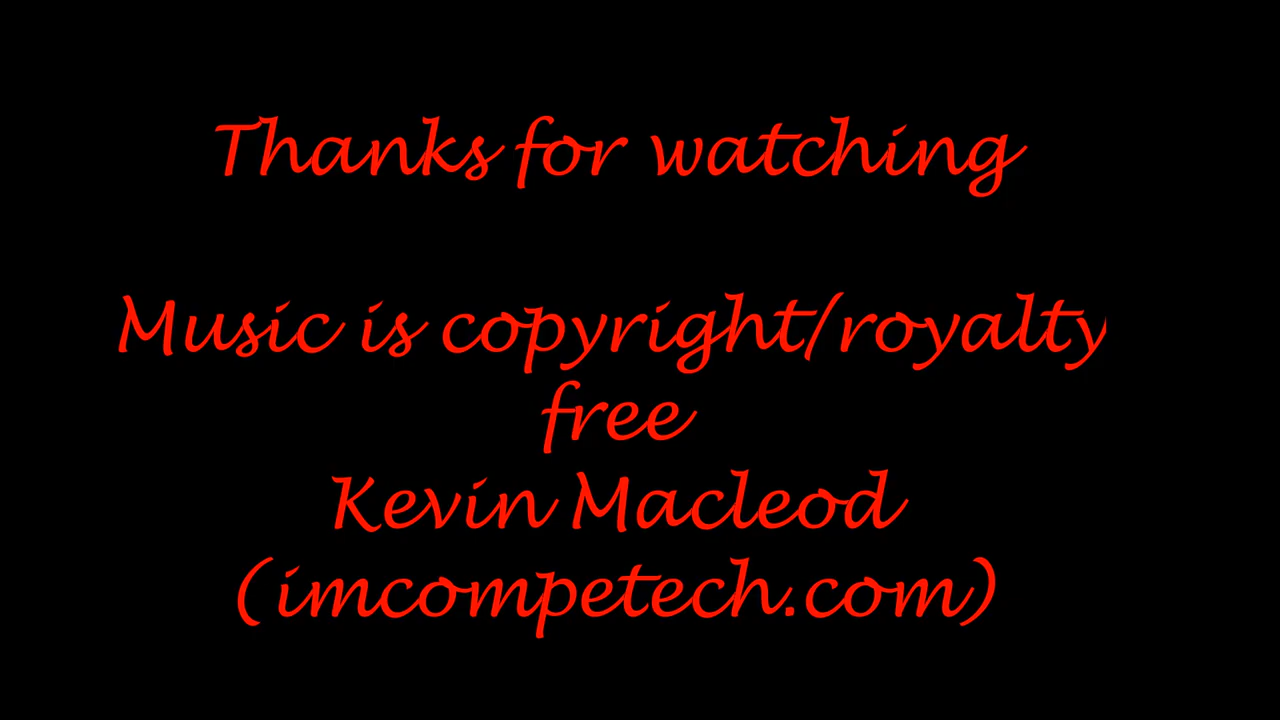 Thanks for watching
Music is copyright/royalty
free
Kevin Macleod
(imcompetech.com)